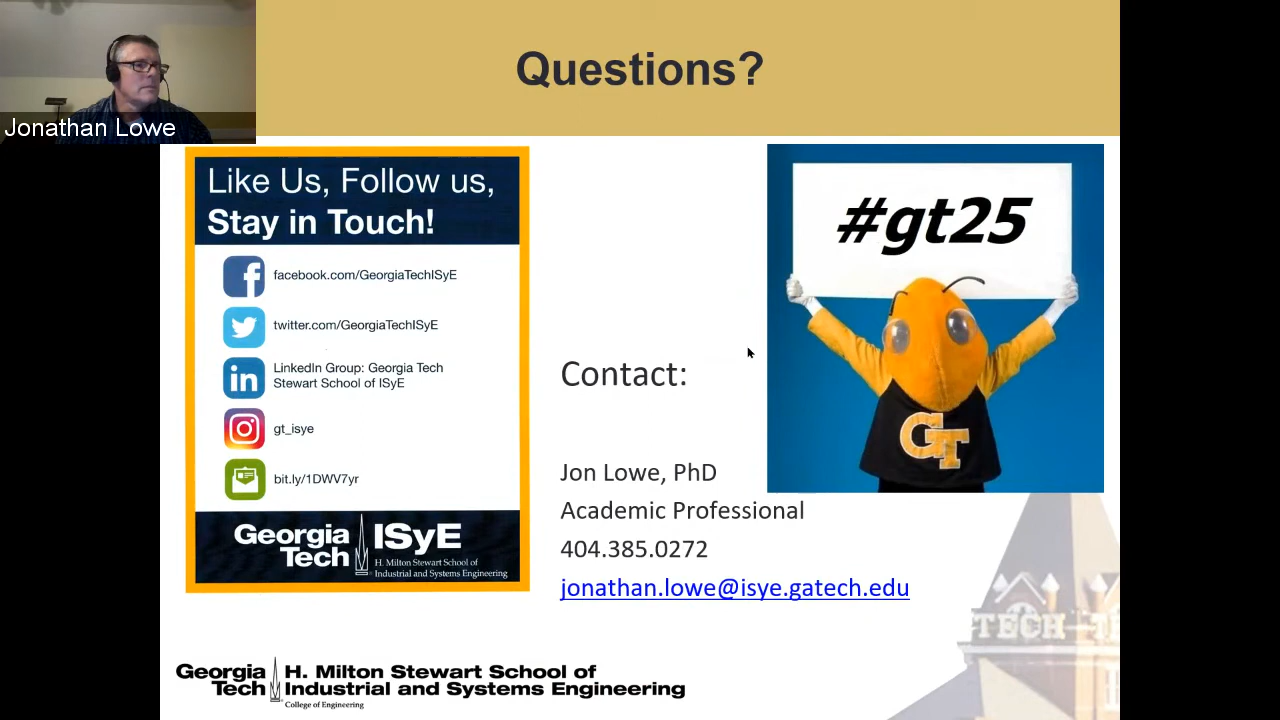 Questions?
Jonathan Lowe
Like Us, Follow us,
Stay in Touch!
facebook.com/GeorgiaTechISyE
twitter.com/GeorgiaTechISyE
LinkedIn Group: Georgia Tech
Stewart School of ISyE
gt_isye
bit.ly/1DWV7yr
Georgia
Tech
ISyE
H. Milton Stewart School of
Industrial and Systems Engineering
#gt25
GT
Contact:
Jon Lowe, PhD
Academic Professional
404.385.0272
jonathan.lowe@isye.gatech.edu
TECH
Georgia
Tech
H. Milton Stewart School of
Industrial and Systems Engineering
College of Engineering